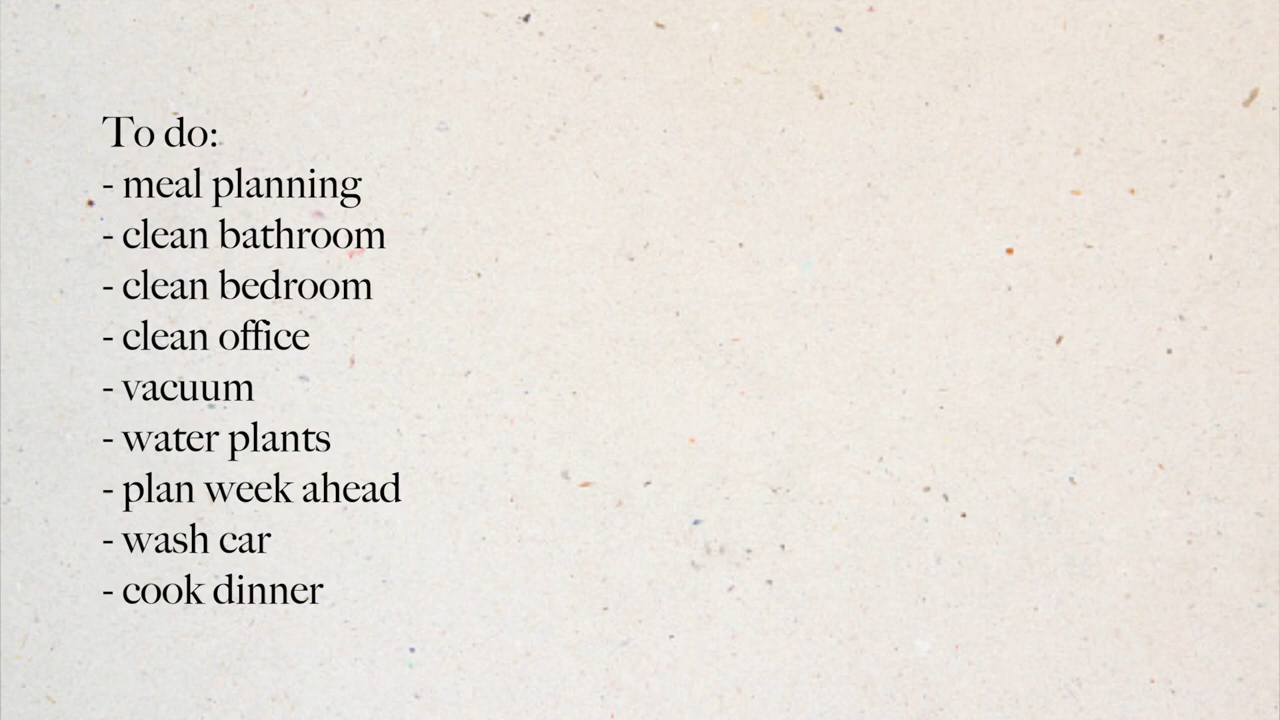 To do:
- meal planning
- clean bathroom
- clean bedroom
- clean office
- vacuum
- water plants
- plan week ahead
- wash car
- cook dinner